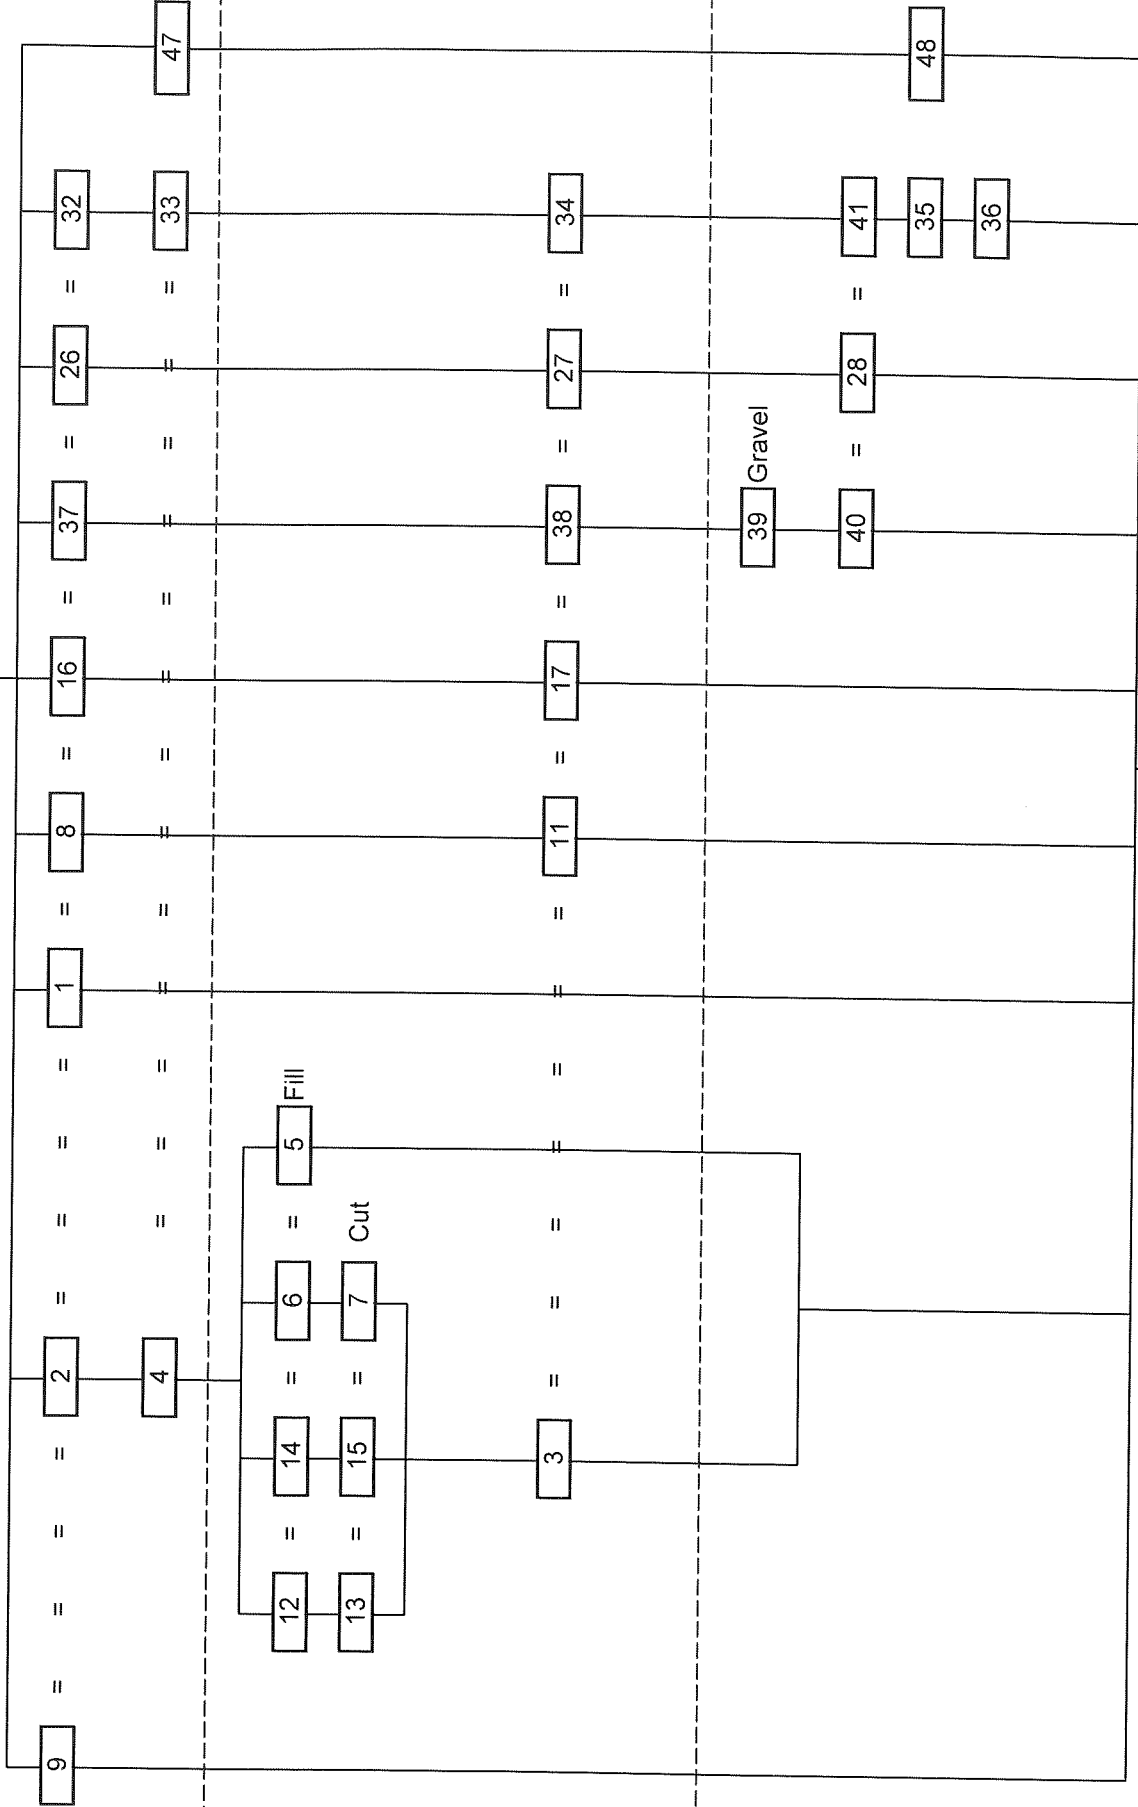 9 = = = = 2 = = = = 1 = 8 = 16 = 37 = 26 = 32
4 = = = = = = = = = = = = = 33 47
12 = 14 = 6 = 5 Fill
13 = 15 = 7 Cut
3 = = = = = = = 11 = 17 = 38 = 27 = 34
39 Gravel
40 = 28 = 41
35 48
36